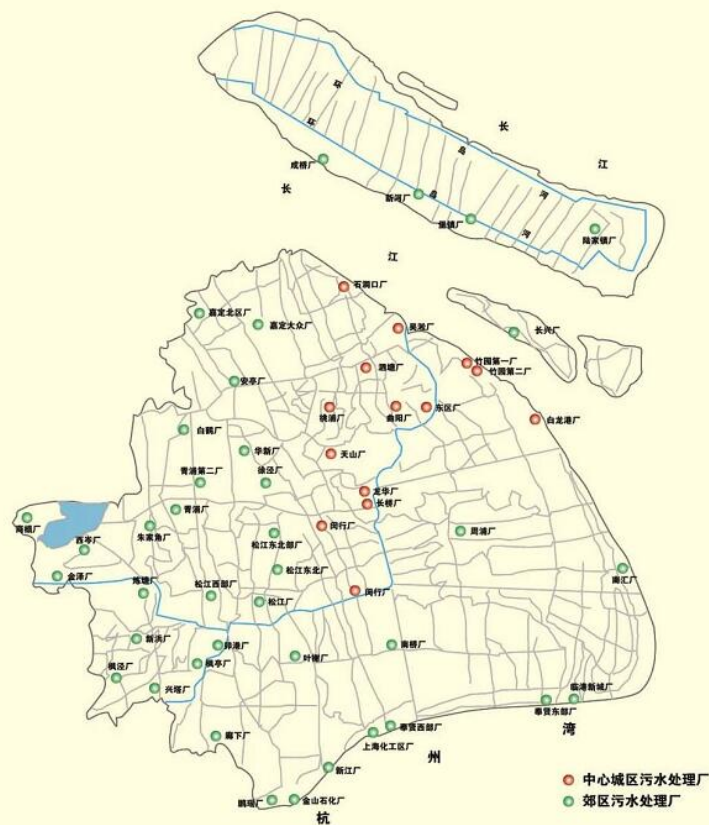 环
长
环
岛
江
成桥厂
长
新河厂
岛
河
堡镇厂
河
陆家镇厂
江
石洞口厂
嘉定北区厂
嘉定大众厂
吴淞厂
长兴厂
泗塘厂
竹园第一厂
竹园第二厂
安亭厂
桃浦厂
曲阳厂
东区厂
白龙港厂
白鹤厂
华新厂
天山厂
青浦第二厂
徐泾厂
龙华厂
长桥厂
青浦厂
商榻厂
朱家角厂
闵行厂
周浦厂
松江东北部厂
西岑厂
金泽厂
松江东北厂
南汇厂
练塘厂
松江西部厂
松江厂
闵行厂
新浜厂
南桥厂
叶榭厂
枫亭厂
枫泾厂
兴塔厂
临港新城厂
奉贤东部厂
廊下厂
奉贤西部厂
上海化工区厂
湾
州
新江厂
中心城区污水处理厂
金山石化厂
郊区污水处理厂
杭